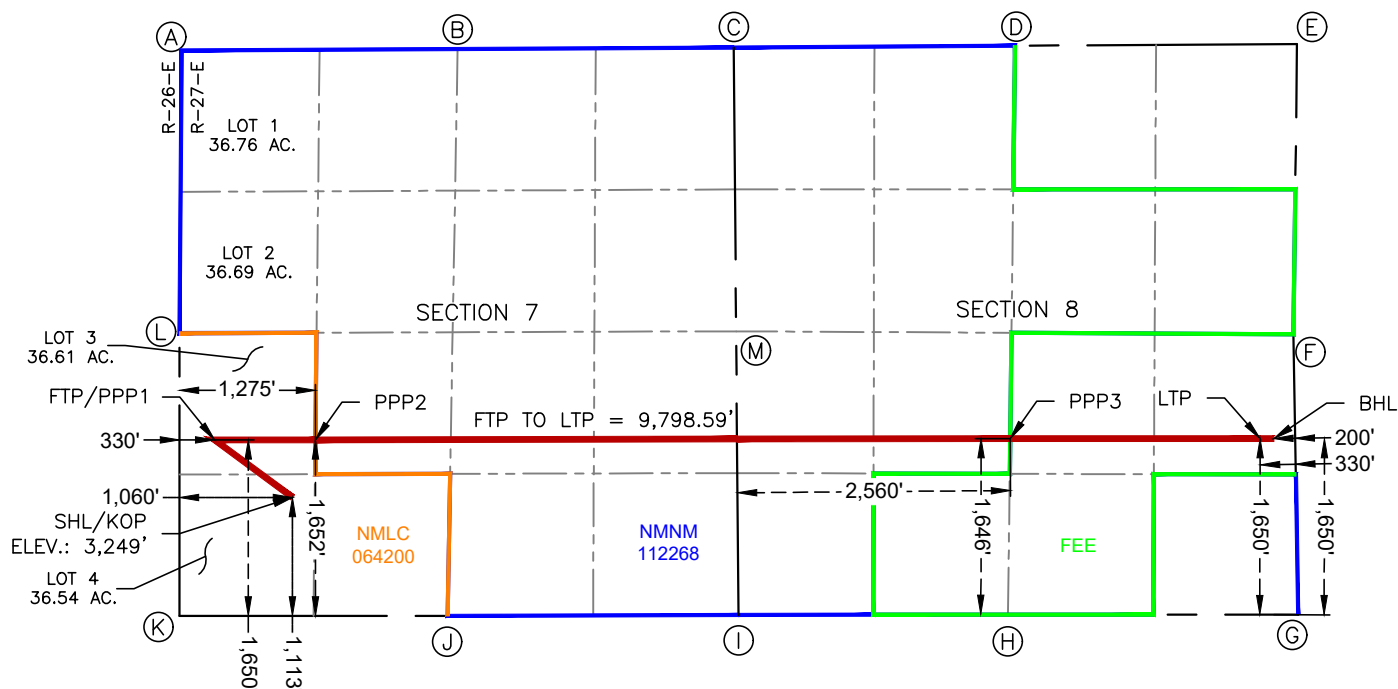 A
B
C
D
E
R-26-E
R-27-E
LOT 1
36.76 AC.
LOT 2
36.69 AC.
SECTION 7
SECTION 8
L
LOT 3
36.61 AC.
M
F
1,275'
FTP/PPP1
PPP2
FTP TO LTP = 9,798.59'
PPP3
LTP
BHL
330'
200'
330'
1,060'
2,560'
SHL/KOP
ELEV.: 3,249'
NMLC
064200
NMNM
112268
FEE
1,652'
1,646'
1,650'
1,650'
LOT 4
36.54 AC.
K
J
I
H
G
1,650
1,113